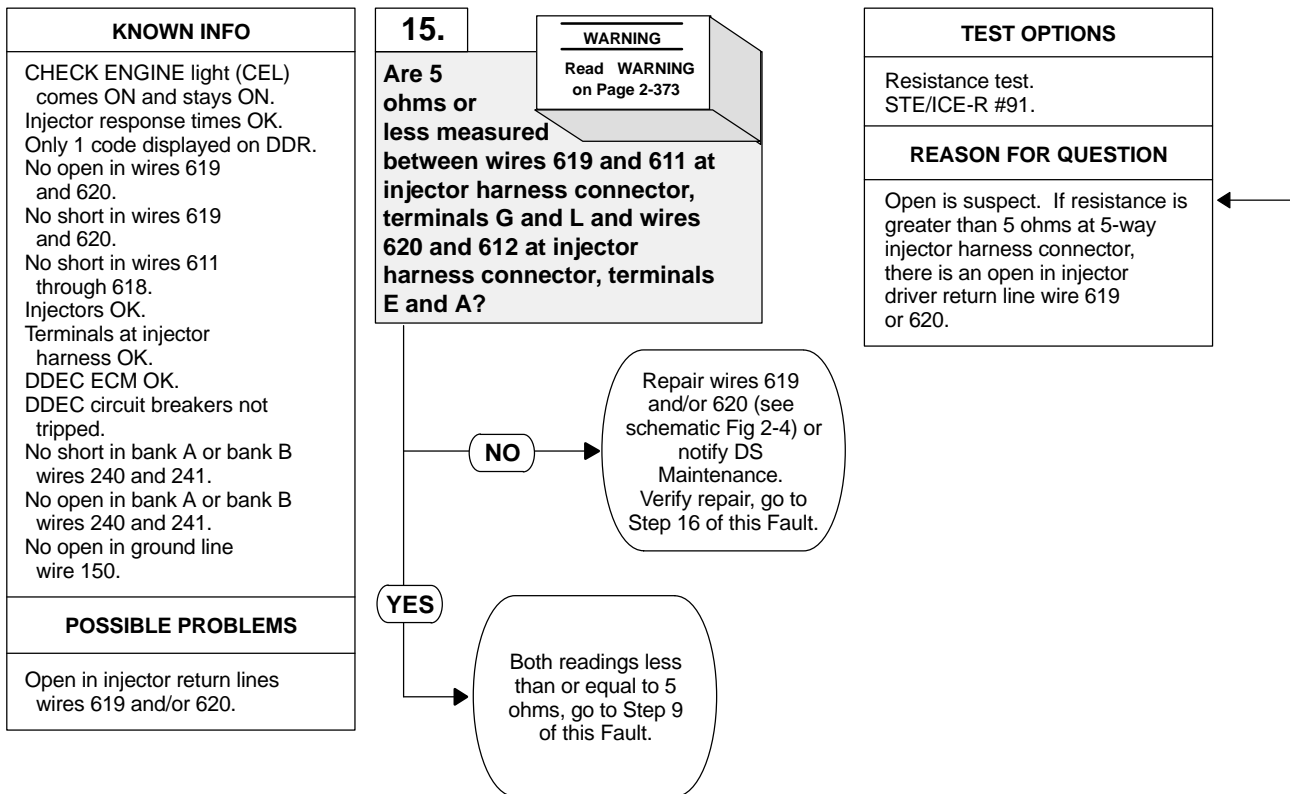 KNOWN INFO
CHECK ENGINE light (CEL)
comes ON and stays ON.
Injector response times OK.
Only 1 code displayed on DDR.
No open in wires 619
and 620.
No short in wires 619
and 620.
No short in wires 611
through 618.
Injectors OK.
Terminals at injector
harness OK.
DDEC ECM OK.
DDEC circuit breakers not
tripped.
No short in bank A or bank B
wires 240 and 241.
No open in bank A or bank B
wires 240 and 241.
No open in ground line
wire 150.
POSSIBLE PROBLEMS
Open in injector return lines
wires 619 and/or 620.
15.
WARNING
Read WARNING
on Page 2-373
Are 5
ohms or
less measured
between wires 619 and 611 at
injector harness connector,
terminals G and L and wires
620 and 612 at injector
harness connector, terminals
E and A?
NO
Repair wires 619
and/or 620 (see
schematic Fig 2-4) or
notify DS
Maintenance.
Verify repair, go to
Step 16 of this Fault.
YES
Both readings less
than or equal to 5
ohms, go to Step 9
of this Fault.
TEST OPTIONS
Resistance test.
STE/ICE-R #91.
REASON FOR QUESTION
Open is suspect. If resistance is
greater than 5 ohms at 5-way
injector harness connector,
there is an open in injector
driver return line wire 619
or 620.